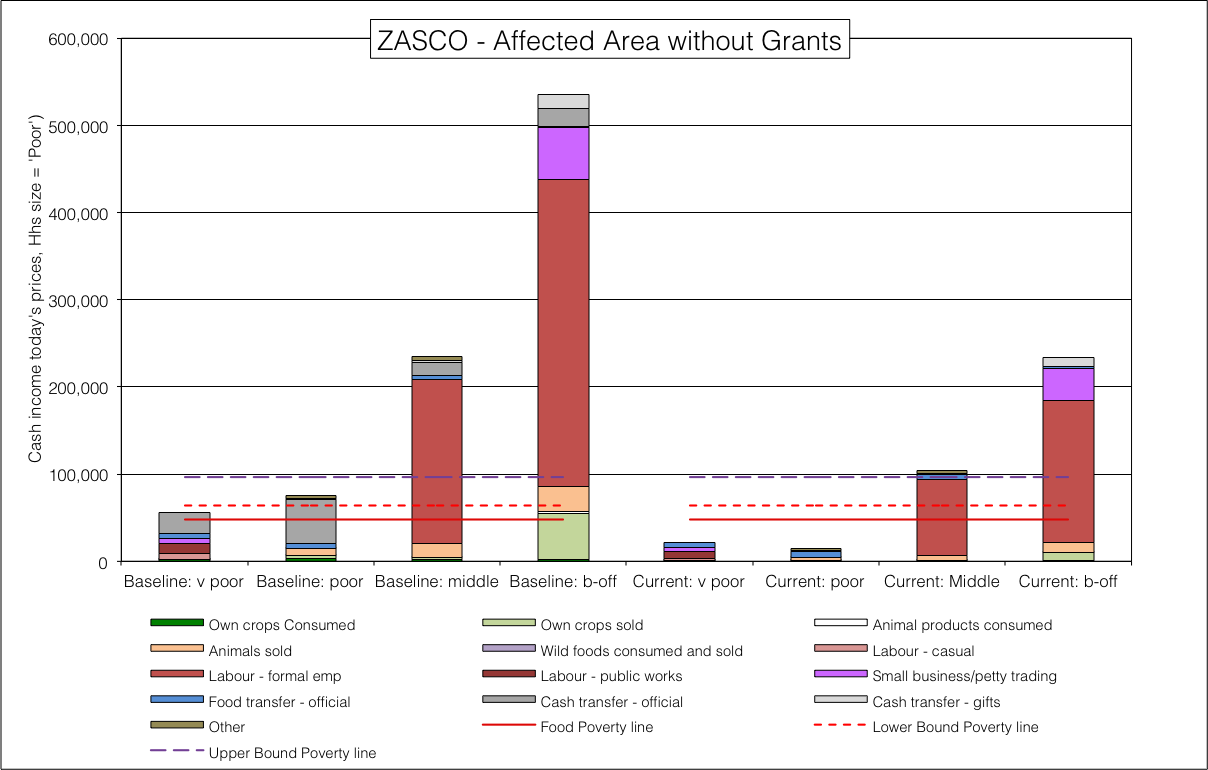 ZASCO - Affected Area without Grants
Cash income today's prices, Hhs size = 'Poor')
600,000
500,000
400,000
300,000
200,000
100,000
0
Baseline: v poor Baseline: poor Baseline: middle Baseline: b-off Current: v poor Current: poor Current: Middle Current: b-off
Own crops Consumed Own crops sold Animal products consumed
Animals sold Wild foods consumed and sold Labour - casual
Labour - formal emp Labour - public works Small business/petty trading
Food transfer - official Cash transfer - official Cash transfer - gifts
Other Food Poverty line Lower Bound Poverty line
Upper Bound Poverty line